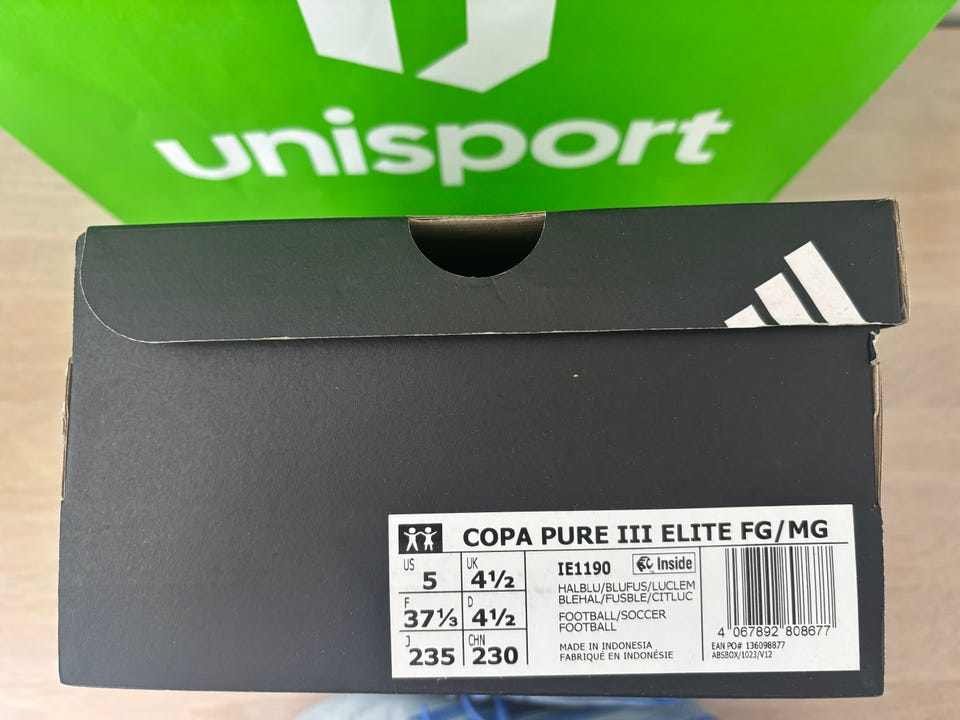 unisport
COPA PURE III ELITE FG/MG
US
5
UK
4½
F
37⅓
D
4½
J
235
CHN
230
IE1190
Inside
HALBLU/BLUFUS/LUCLEM
BLEHAL/FUSBLE/CITLUC
FOOTBALL/SOCCER
FOOTBALL
MADE IN INDONESIA
FABRIQUÉ EN INDONÉSIE
4 067892 808677
EAN PO# 136098877
ABSBOX/1023/V12